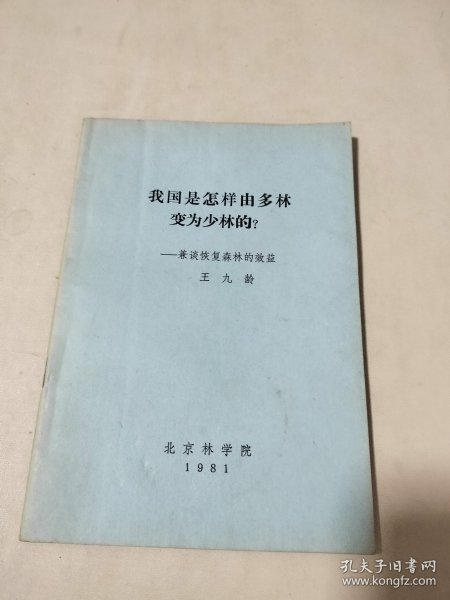 我国是怎样由多林
变为少林的?
——兼谈恢复森林的效益
王九龄
北京林学院
1981
孔夫子旧书网
www.kongfz.com